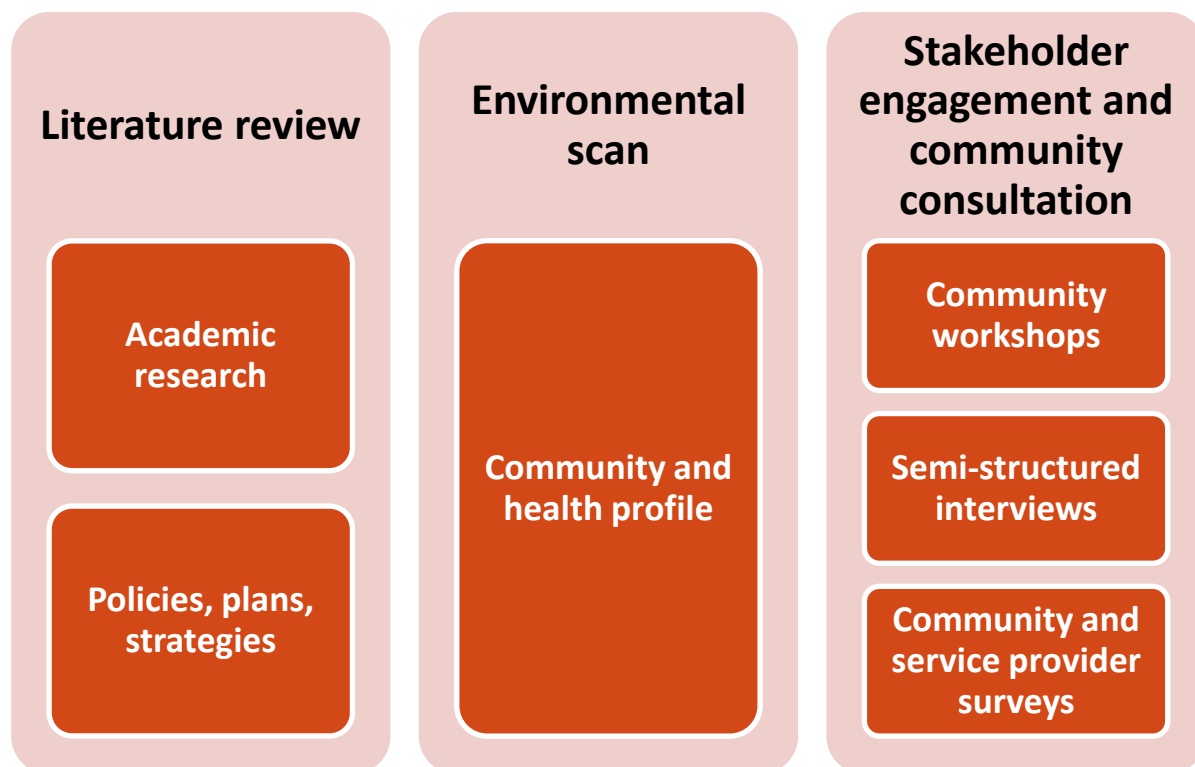 Literature review
Academic
research
Policies, plans,
strategies
Environmental
scan
Community and
health profile
Stakeholder
engagement and
community
consultation
Community
workshops
Semi-structured
interviews
Community and
service provider
surveys